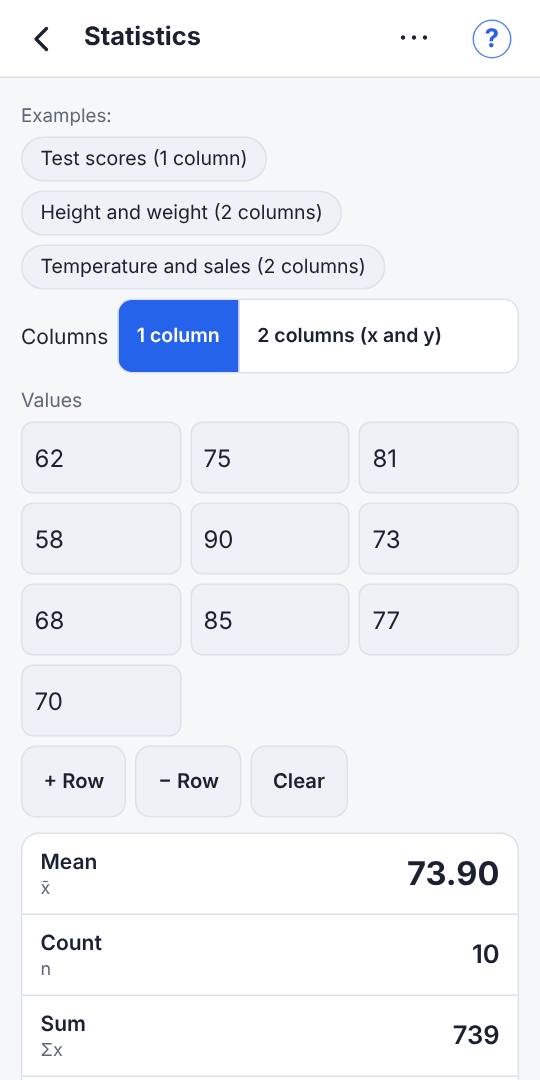 Statistics
?
Examples:
Test scores (1 column)
Height and weight (2 columns)
Temperature and sales (2 columns)
Columns 1 column 2 columns (x and y)
Values
62 75 81
58 90 73
68 85 77
70
+ Row − Row Clear
Mean 73.90
x̄
Count 10
n
Sum 739
Σx